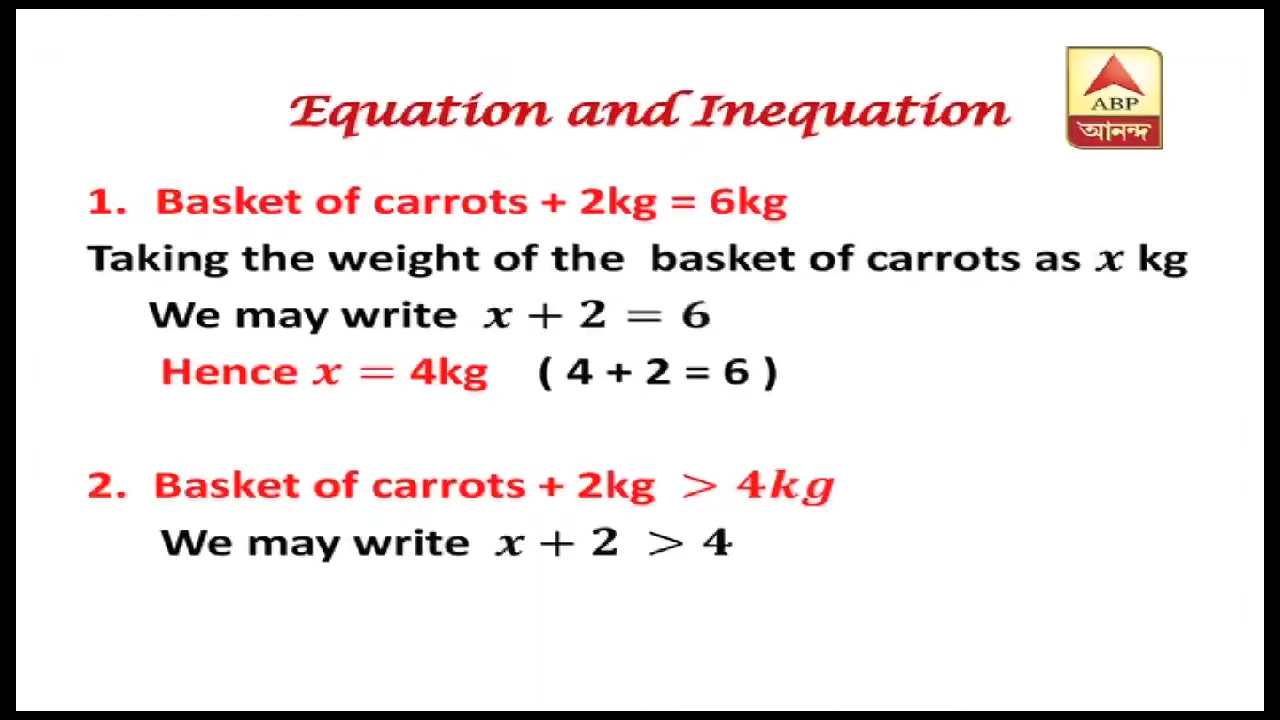 Equation and Inequation
ABP
আনন্দ
1. Basket of carrots + 2kg = 6kg
Taking the weight of the basket of carrots as x kg
We may write x + 2 = 6
Hence x = 4kg ( 4 + 2 = 6 )
2. Basket of carrots + 2kg > 4kg
We may write x + 2 > 4